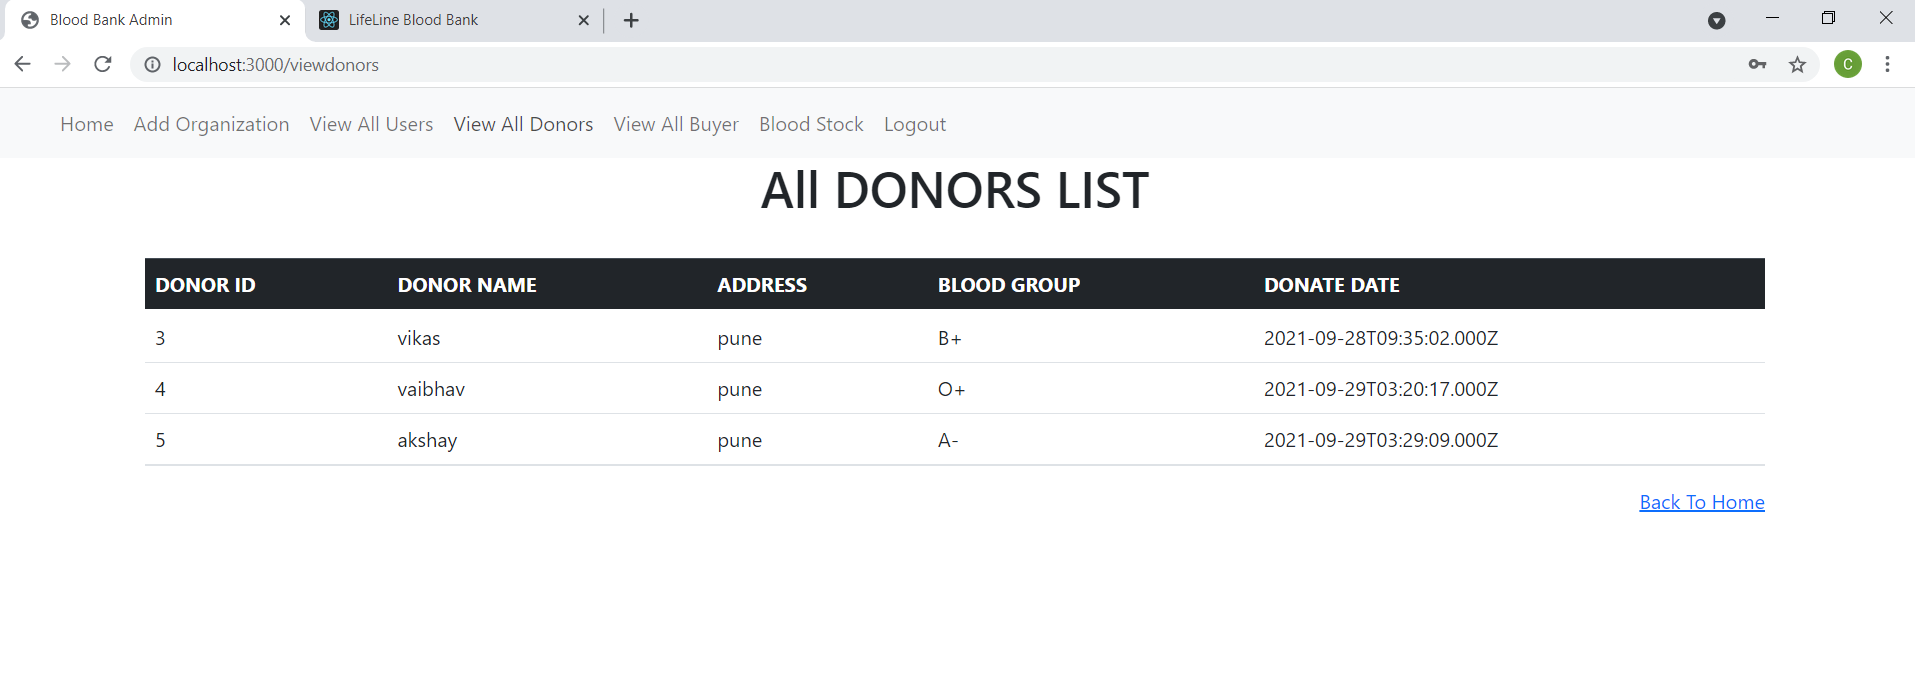 Blood Bank Admin LifeLine Blood Bank
localhost:3000/viewdonors C
Home Add Organization View All Users View All Donors View All Buyer Blood Stock Logout
All DONORS LIST
DONOR ID DONOR NAME ADDRESS BLOOD GROUP DONATE DATE
3 vikas pune B+ 2021-09-28T09:35:02.000Z
4 vaibhav pune O+ 2021-09-29T03:20:17.000Z
5 akshay pune A- 2021-09-29T03:29:09.000Z
Back To Home